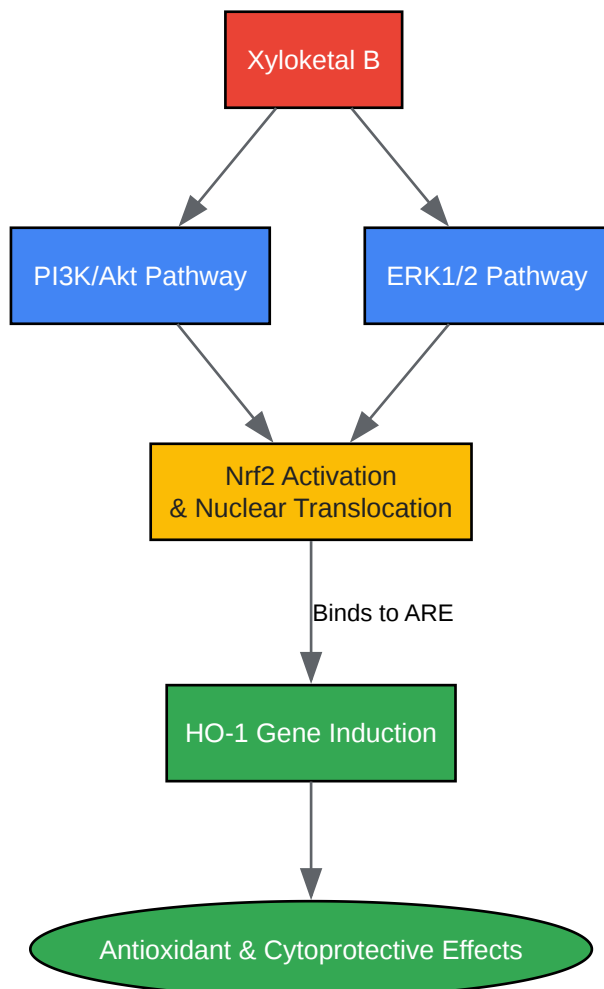 Xyloketal B
PI3K/Akt Pathway
ERK1/2 Pathway
Nrf2 Activation
& Nuclear Translocation
Binds to ARE
HO-1 Gene Induction
Antioxidant & Cytoprotective Effects